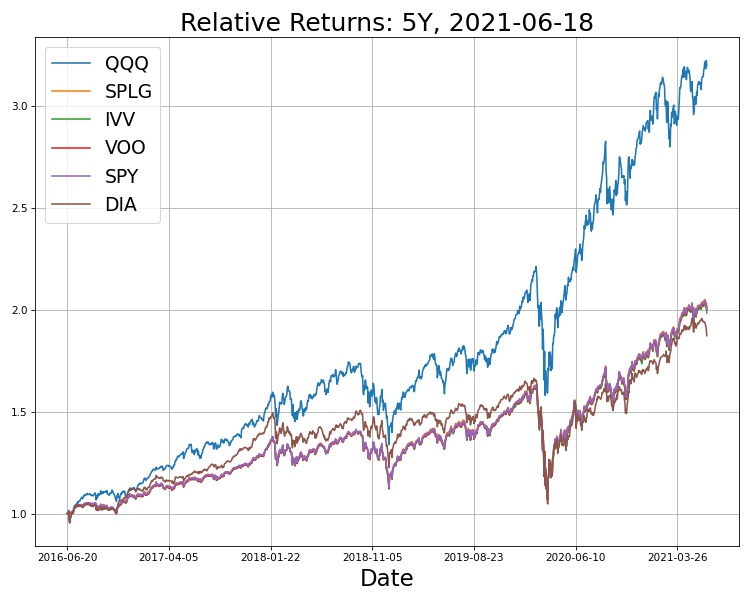 Relative Returns: 5Y, 2021-06-18
QQQ
SPLG
IVV
VOO
SPY
DIA
3.0
2.5
2.0
1.5
1.0
2016-06-20 2017-04-05 2018-01-22 2018-11-05 2019-08-23 2020-06-10 2021-03-26
Date